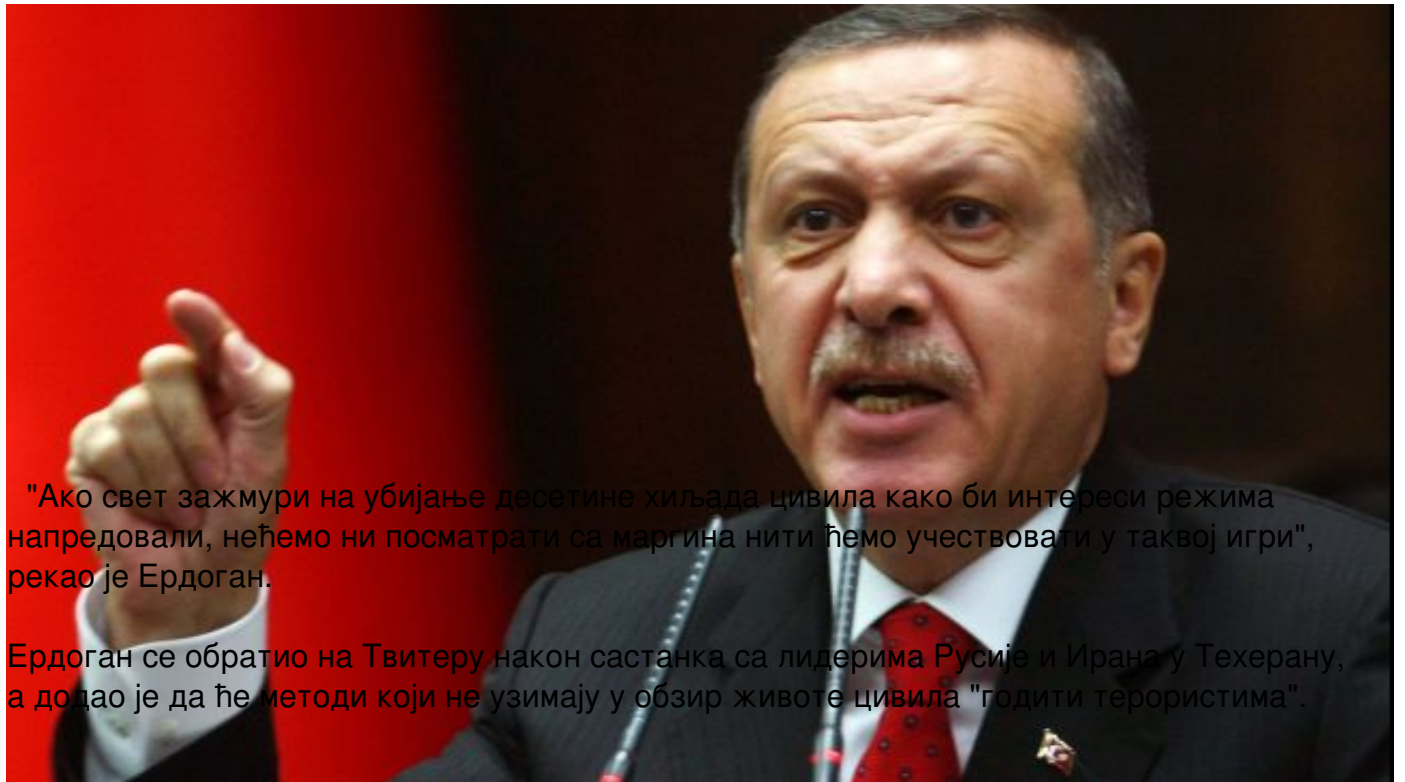 "Ако свет зажмури на убијање десетине хиљада цивила како би интереси режима
напредовали, нећемо ни посматрати са маргина нити ћемо учествовати у таквој игри",
рекао је Ердоган.
Ердоган се обратио на Твитеру након састанка са лидерима Русије и Ирана у Техерану,
а додао је да ће методи који не узимају у обзир животе цивила "годити терористима".